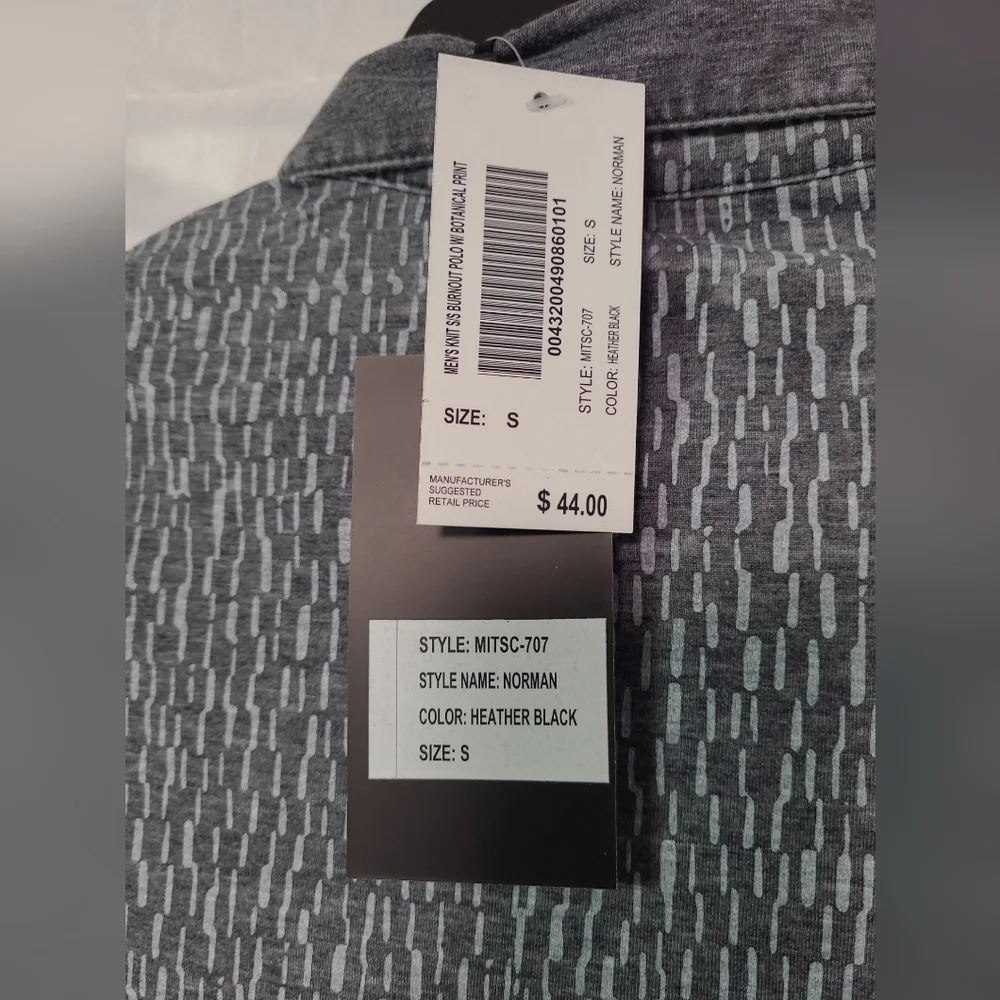 MEN'S KNIT S/S BURNOUT POLO W/ BOTANICAL PRINT
004320049086010​1
SIZE: S
STYLE NAME: NORMAN
STYLE: MITSC-707
COLOR: HEATHER BLACK
SIZE: S
MANUFACTURER'S
SUGGESTED
RETAIL PRICE
$ 44.00
STYLE: MITSC-707
STYLE NAME: NORMAN
COLOR: HEATHER BLACK
SIZE: S